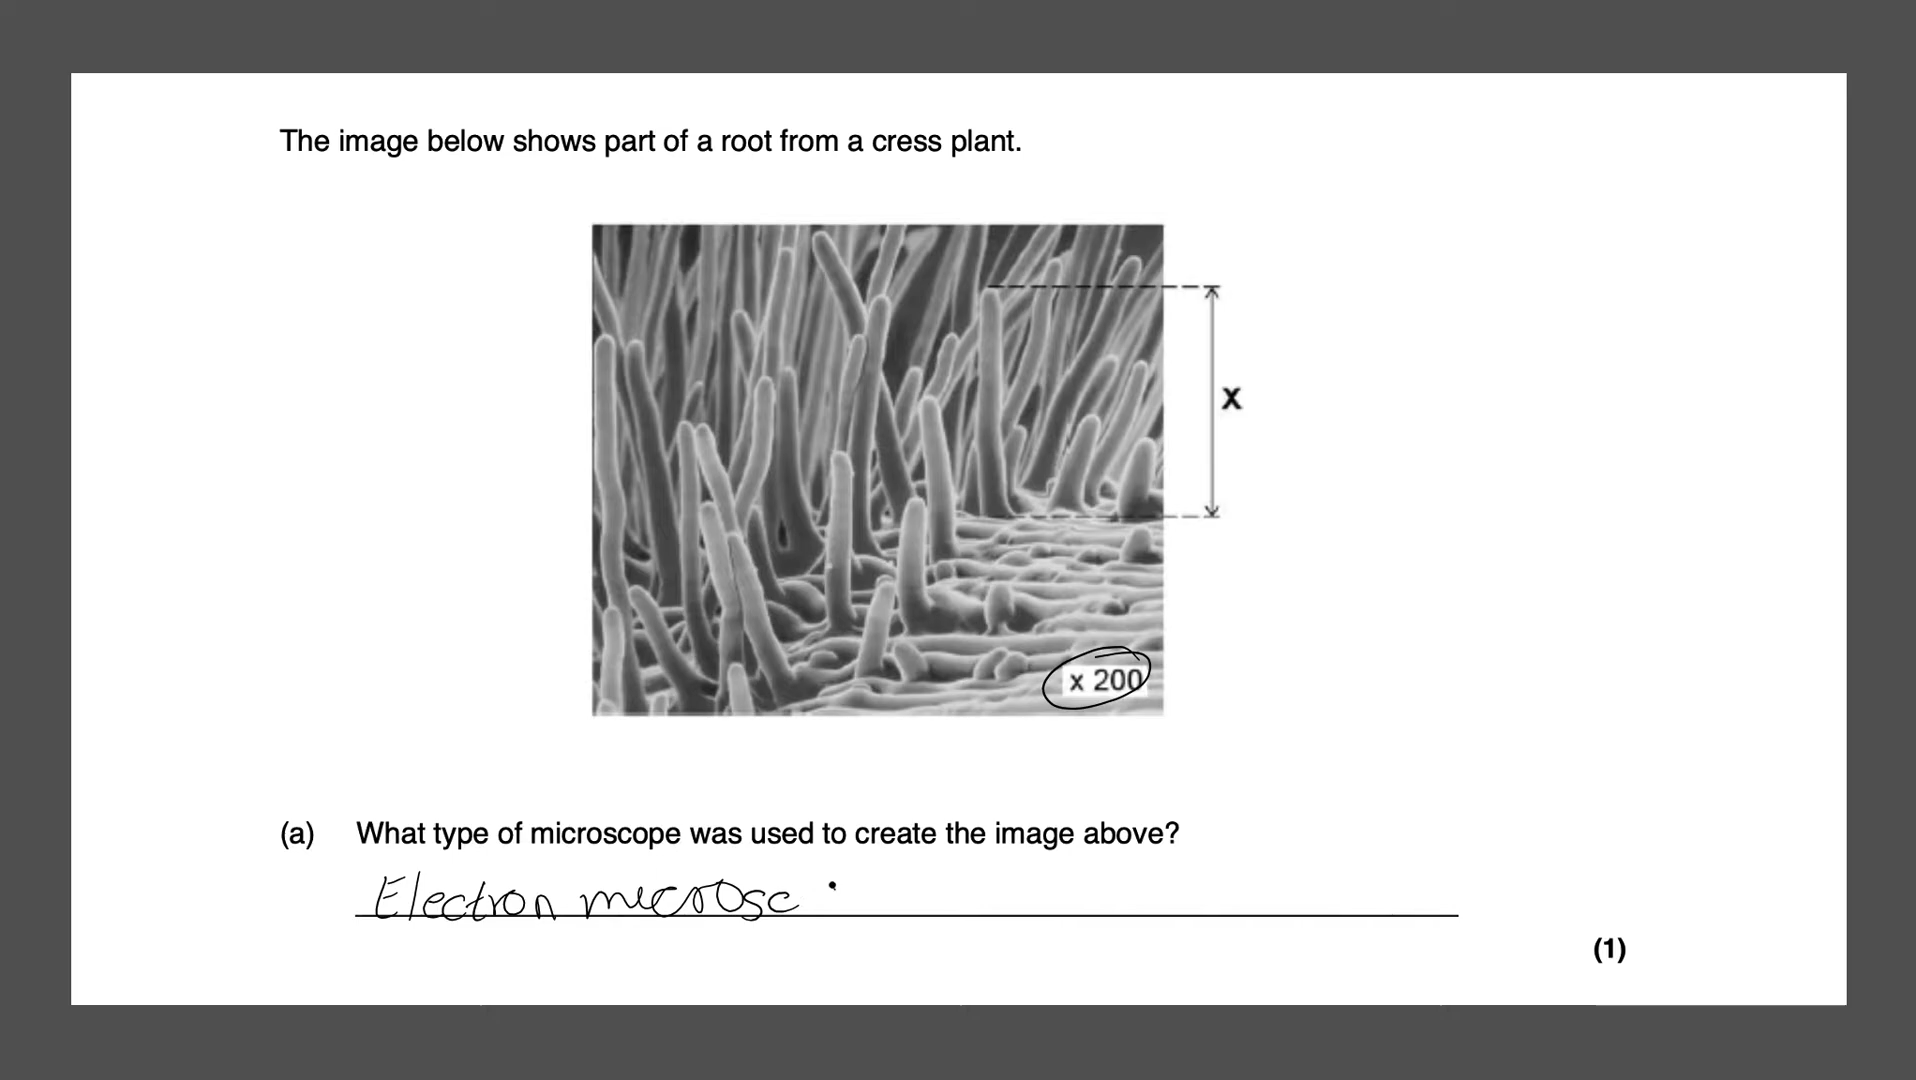 The image below shows part of a root from a cress plant.
X
x 200
(a) What type of microscope was used to create the image above?
Electron microsc
(1)